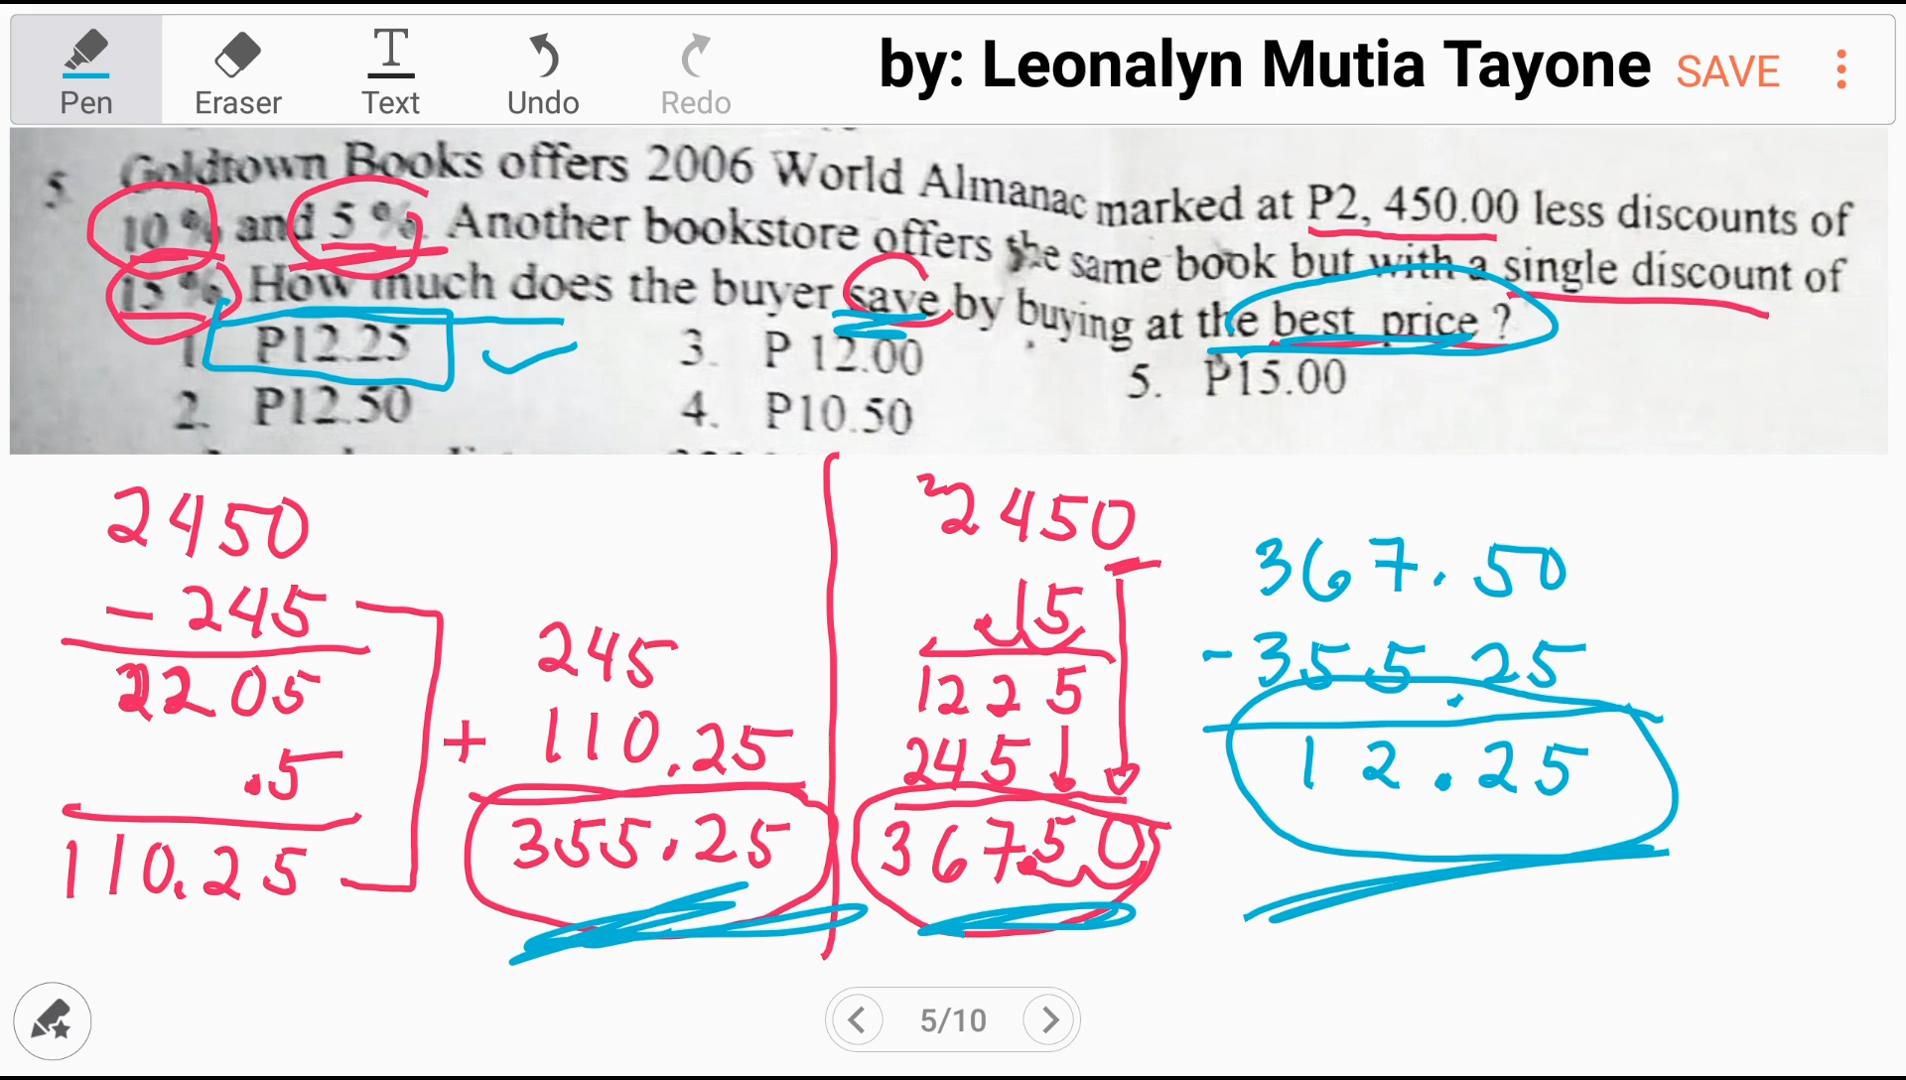 Pen Eraser Text Undo Redo by: Leonalyn Mutia Tayone SAVE
5. Goldtown Books offers 2006 World Almanac marked at P2, 450.00 less discounts of
10 % and 5 %. Another bookstore offers the same book but with a single discount of
15 %. How much does the buyer save by buying at the best price ?
1. P12.25 3. P 12.00 5. P15.00
2. P12.50 4. P10.50
2450
- 245
2205
.5
110.25
245
+ 110.25
355.25
2450
.15
1225
245
367.50
367.50
-355.25
12.25
5/10